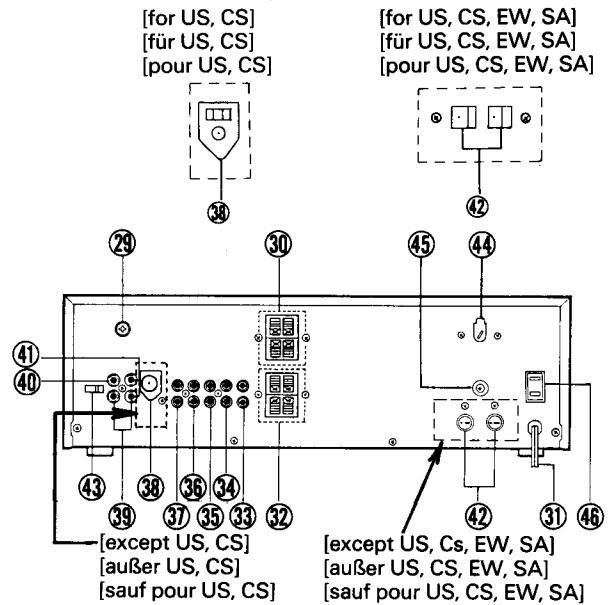 [for US, CS]
[für US, CS]
[pour US, CS]
[for US, CS, EW, SA]
[für US, CS, EW, SA]
[pour US, CS, EW, SA]
38
42
29
30
45
44
41
40
43
39
38
37
36
35
34
33
32
42
31
46
[except US, CS]
[außer US, CS]
[sauf pour US, CS]
[except US, Cs, EW, SA]
[außer US, CS, EW, SA]
[sauf pour US, CS, EW, SA]